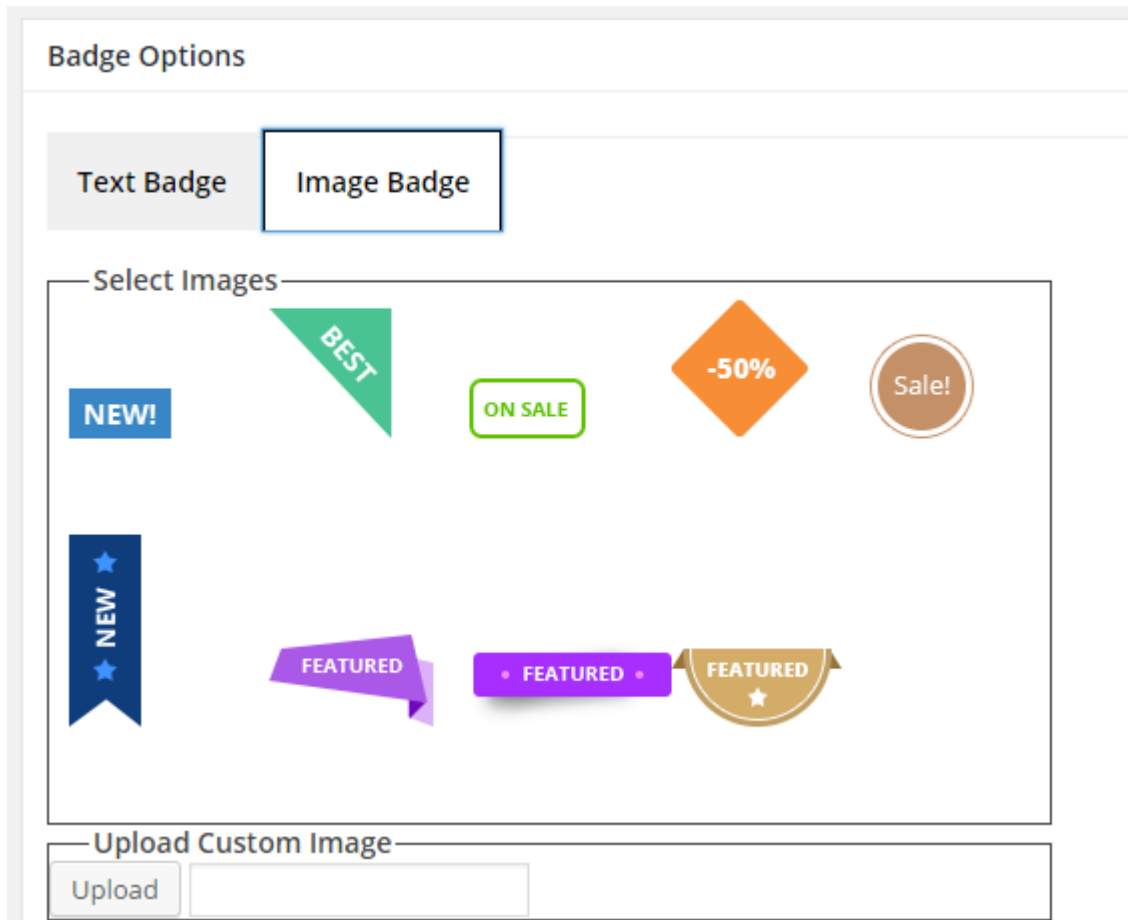 Badge Options
Text Badge
Image Badge
Select Images
NEW!
BEST
ON SALE
-50%
Sale!
NEW
FEATURED
FEATURED
FEATURED
Upload Custom Image
Upload